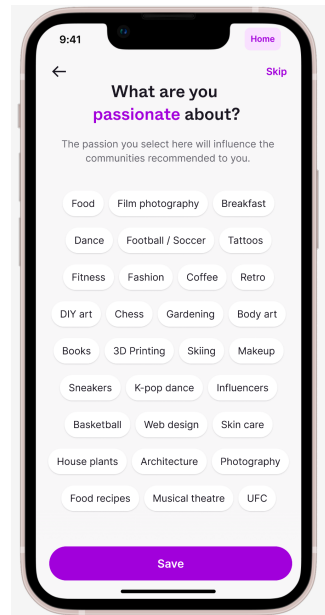 9:41
Home
Skip
What are you
passionate about?
The passion you select here will influence the
communities recommended to you.
Food Film photography Breakfast
Dance Football / Soccer Tattoos
Fitness Fashion Coffee Retro
DIY art Chess Gardening Body art
Books 3D Printing Skiing Makeup
Sneakers K-pop dance Influencers
Basketball Web design Skin care
House plants Architecture Photography
Food recipes Musical theatre UFC
Save